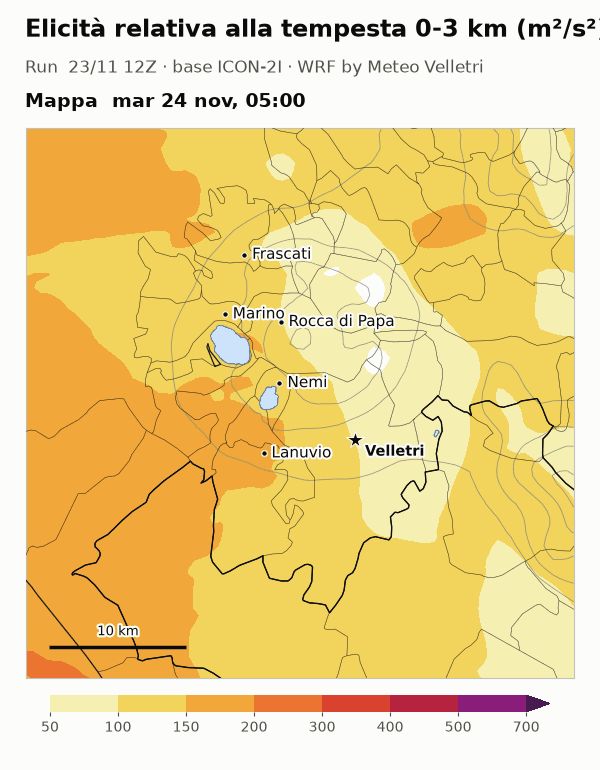 Elicità relativa alla tempesta 0-3 km (m²/s²)
Run  23/11 12Z · base ICON-2I · WRF by Meteo Velletri
Mappa  mar 24 nov, 05:00
Frascati
Marino
Rocca di Papa
Nemi
Velletri
Lanuvio
10 km
50 100 150 200 300 400 500 700